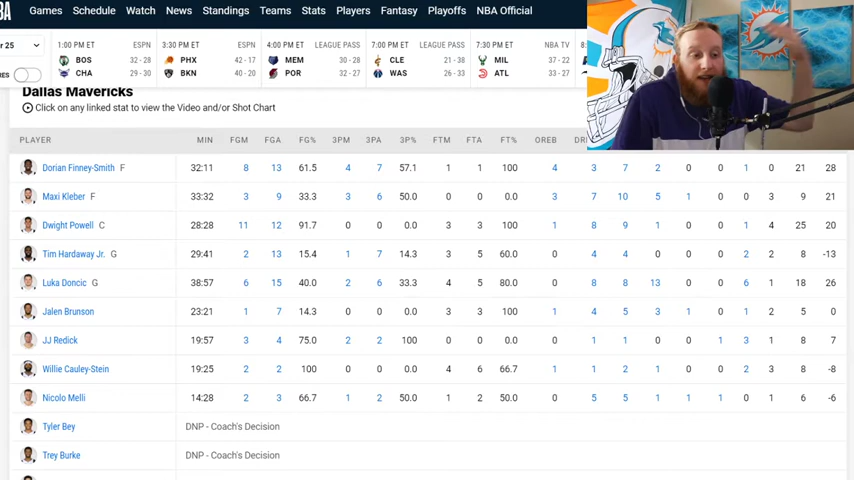 BA Games Schedule Watch News Standings Teams Stats Players Fantasy Playoffs NBA Official
r 25 1:00 PM ET ESPN 3:30 PM ET ESPN 4:00 PM ET LEAGUE PASS 7:00 PM ET LEAGUE PASS 7:30 PM ET NBA TV
BOS 32 - 28 PHX 42 - 17 MEM 30 - 28 CLE 21 - 38 MIL 37 - 22
RES CHA 29 - 30 BKN 40 - 20 POR 32 - 27 WAS 26 - 33 ATL 33 - 27
Dallas Mavericks
Click on any linked stat to view the Video and/or Shot Chart
PLAYER MIN FGM FGA FG% 3PM 3PA 3P% FTM FTA FT% OREB DR
Dorian Finney-Smith F 32:11 8 13 61.5 4 7 57.1 1 1 100 4 3 7 2 0 0 1 0 21 28
Maxi Kleber F 33:32 3 9 33.3 3 6 50.0 0 0 0.0 3 7 10 5 1 0 0 3 9 21
Dwight Powell C 28:28 11 12 91.7 0 0 0.0 3 3 100 1 8 9 1 0 0 1 4 25 20
Tim Hardaway Jr. G 29:41 2 13 15.4 1 7 14.3 3 5 60.0 0 4 4 0 0 0 2 2 8 -13
Luka Doncic G 38:57 6 15 40.0 2 6 33.3 4 5 80.0 0 8 8 13 0 0 6 1 18 26
Jalen Brunson 23:21 1 7 14.3 0 0 0.0 3 3 100 1 4 5 3 1 0 1 2 5 0
JJ Redick 19:57 3 4 75.0 2 2 100 0 0 0.0 0 1 1 0 0 1 3 1 8 7
Willie Cauley-Stein 19:25 2 2 100 0 0 0.0 4 6 66.7 1 1 2 1 0 0 2 3 8 -8
Nicolo Melli 14:28 2 3 66.7 1 2 50.0 1 2 50.0 0 5 5 1 1 1 0 1 6 -6
Tyler Bey DNP - Coach's Decision
Trey Burke DNP - Coach's Decision